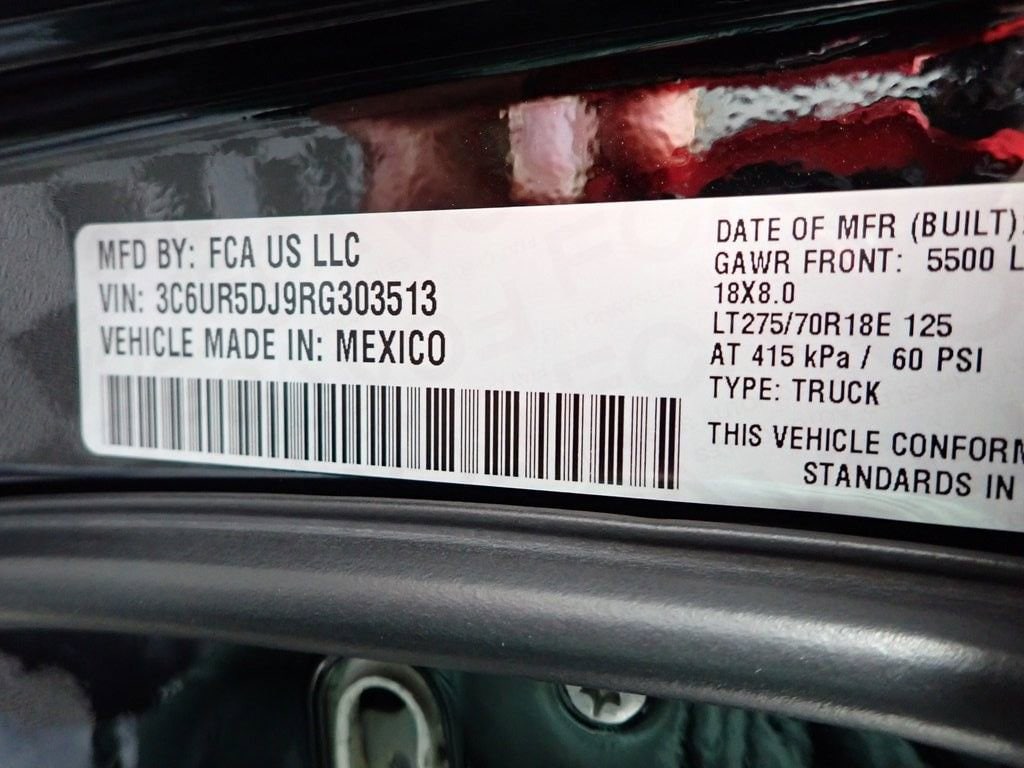 MFD BY: FCA US LLC
VIN: 3C6UR5DJ9RG303513
VEHICLE MADE IN: MEXICO
DATE OF MFR (BUILT)
GAWR FRONT: 5500 L
18X8.0
LT275/70R18E 125
AT 415 kPa / 60 PSI
TYPE: TRUCK
THIS VEHICLE CONFORM
STANDARDS IN